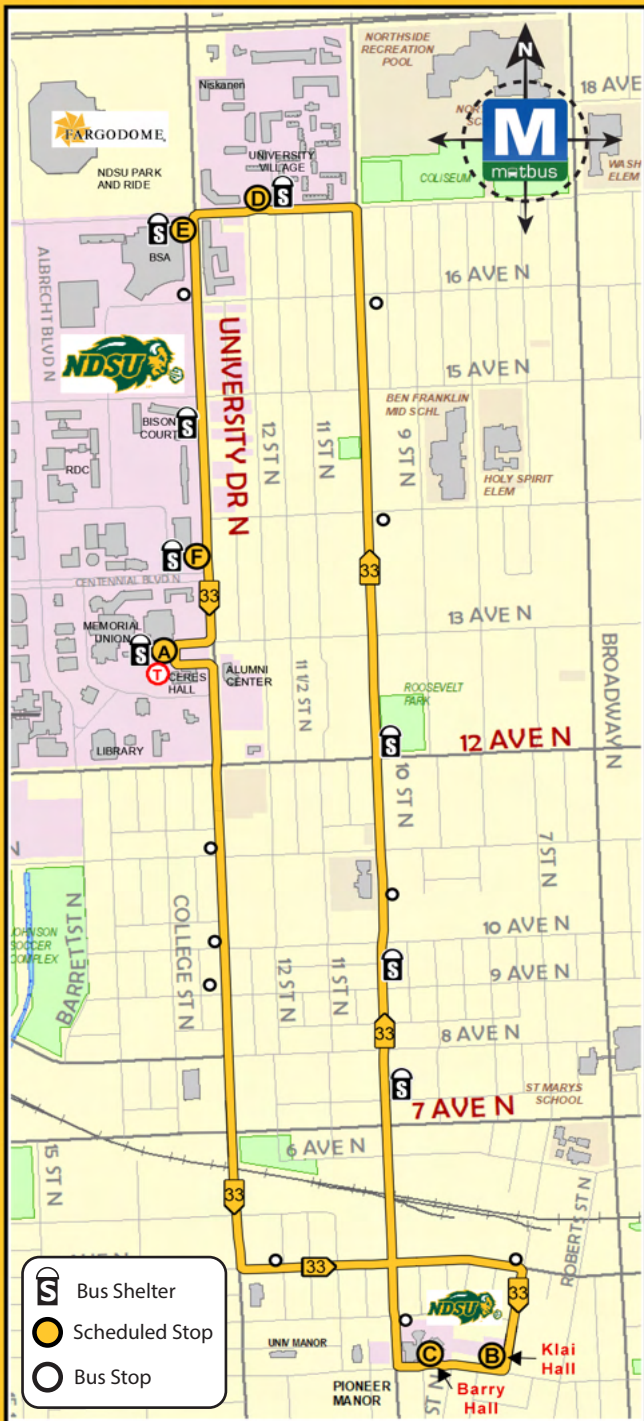 NORTHSIDE
RECREATION
POOL
N
18 AVE
Niskanen
FARGODOME
M
matbus
WASH
ELEM
UNIVERSITY
VILLAGE
NDSU PARK
AND RIDE
COLISEUM
D
S
S
E
BSA
ALBRECHT BLVD N
16 AVE N
UNIVERSITY DR N
NDSU
15 AVE N
BEN FRANKLIN
MID SCHL
BISON
COURT
S
12 ST N
11 ST N
9 ST N
RDC
HOLY SPIRIT
ELEM
S
F
33
CENTENNIAL BLVD N
33
13 AVE N
MEMORIAL
UNION
S
A
T
CERES
HALL
ALUMNI
CENTER
11 1/2 ST N
BROADWAY N
ROOSEVELT
PARK
LIBRARY
S
12 AVE N
10 ST N
7 ST N
COLLEGE ST N
10 AVE N
JOHNSON
SOCCER
COMPLEX
BARRETT ST N
12 ST N
11 ST N
S
9 AVE N
33
8 AVE N
S
ST MARYS
SCHOOL
7 AVE N
6 AVE N
15 ST N
33
ROBERTS ST N
33
33
NDSU
S Bus Shelter
Scheduled Stop
Bus Stop
UNIV MANOR
C
B
Klai
Hall
PIONEER
MANOR
ST N
Barry
Hall